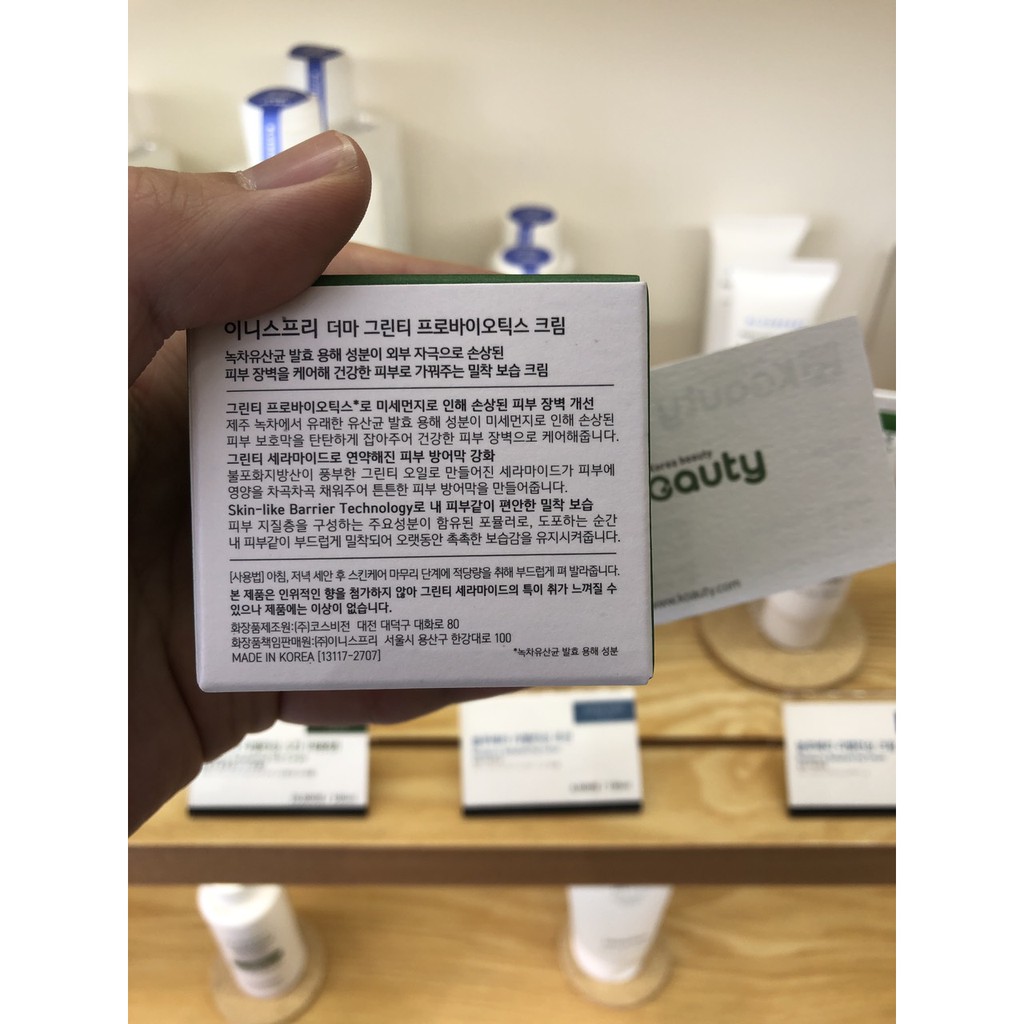 이니스프리 더마 그린티 프로바이오틱스 크림
녹차유산균 발효 용해 성분이 외부 자극으로 손상된
피부 장벽을 케어해 건강한 피부로 가꿔주는 밀착 보습 크림
그린티 프로바이오틱스*로 미세먼지로 인해 손상된 피부 장벽 개선
제주 녹차에서 유래한 유산균 발효 용해 성분이 미세먼지로 인해 손상된
피부 보호막을 탄탄하게 잡아주어 건강한 피부 장벽으로 케어해줍니다.
그린티 세라마이드로 연약해진 피부 방어막 강화
불포화지방산이 풍부한 그린티 오일로 만들어진 세라마이드가 피부에
영양을 차곡차곡 채워주어 튼튼한 피부 방어막을 만들어줍니다.
Skin-like Barrier Technology로 내 피부같이 편안한 밀착 보습
피부 지질층을 구성하는 주요성분이 함유된 포뮬러로, 도포하는 순간
내 피부같이 부드럽게 밀착되어 오랫동안 촉촉한 보습감을 유지시켜줍니다.
[사용법] 아침, 저녁 세안 후 스킨케어 마무리 단계에 적당량을 취해 부드럽게 펴 발라줍니다.
본 제품은 인위적인 향을 첨가하지 않아 그린티 세라마이드의 특이 취가 느껴질 수
있으나 제품에는 이상이 없습니다.
화장품제조원:(주)코스비전 대전 대덕구 대화로 80
화장품책임판매원:㈜이니스프리 서울시 용산구 한강대로 100
MADE IN KOREA [13117-2707]
*녹차유산균 발효 용해 성분
Korea beauty
koauty
www.koauty.com